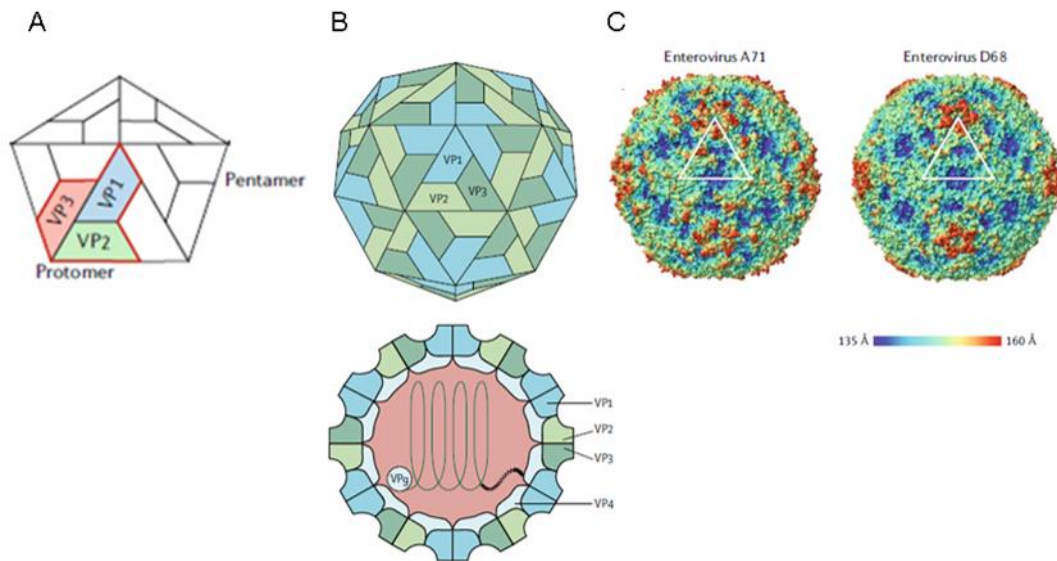 A
B
C
Enterovirus A71
Enterovirus D68
VP3
VP1
VP2
Pentamer
Protomer
VP1
VP2
VP3
135 Å
160 Å
VP1
VP2
VP3
VPg
VP4